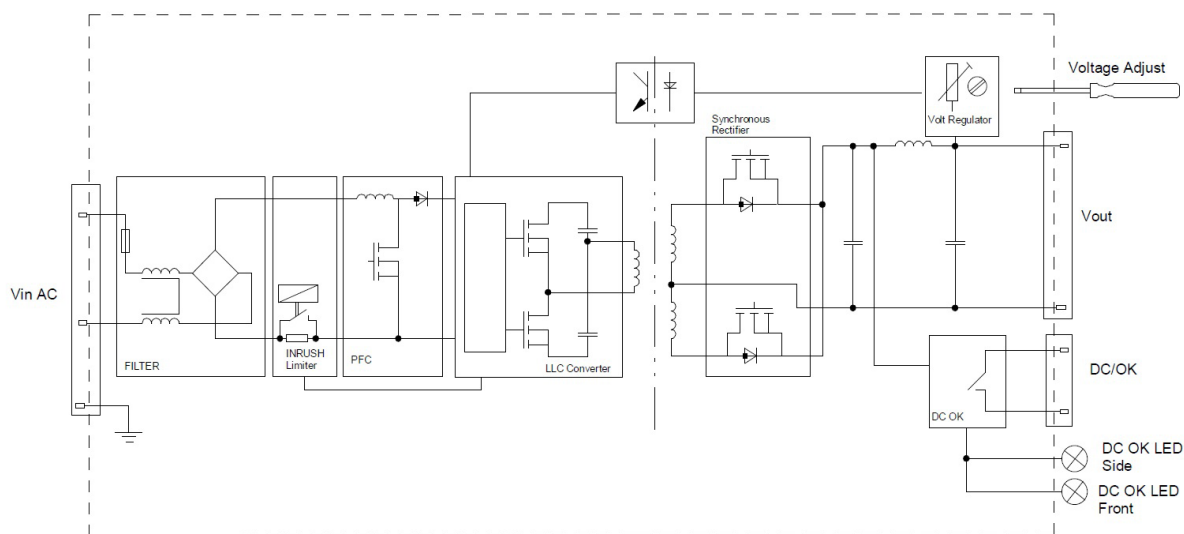 Voltage Adjust
Synchronous
Rectifier
Volt Regulator
Vout
Vin AC
FILTER
INRUSH
Limiter
PFC
LLC Converter
DC/OK
DC OK
DC OK LED
Side
DC OK LED
Front